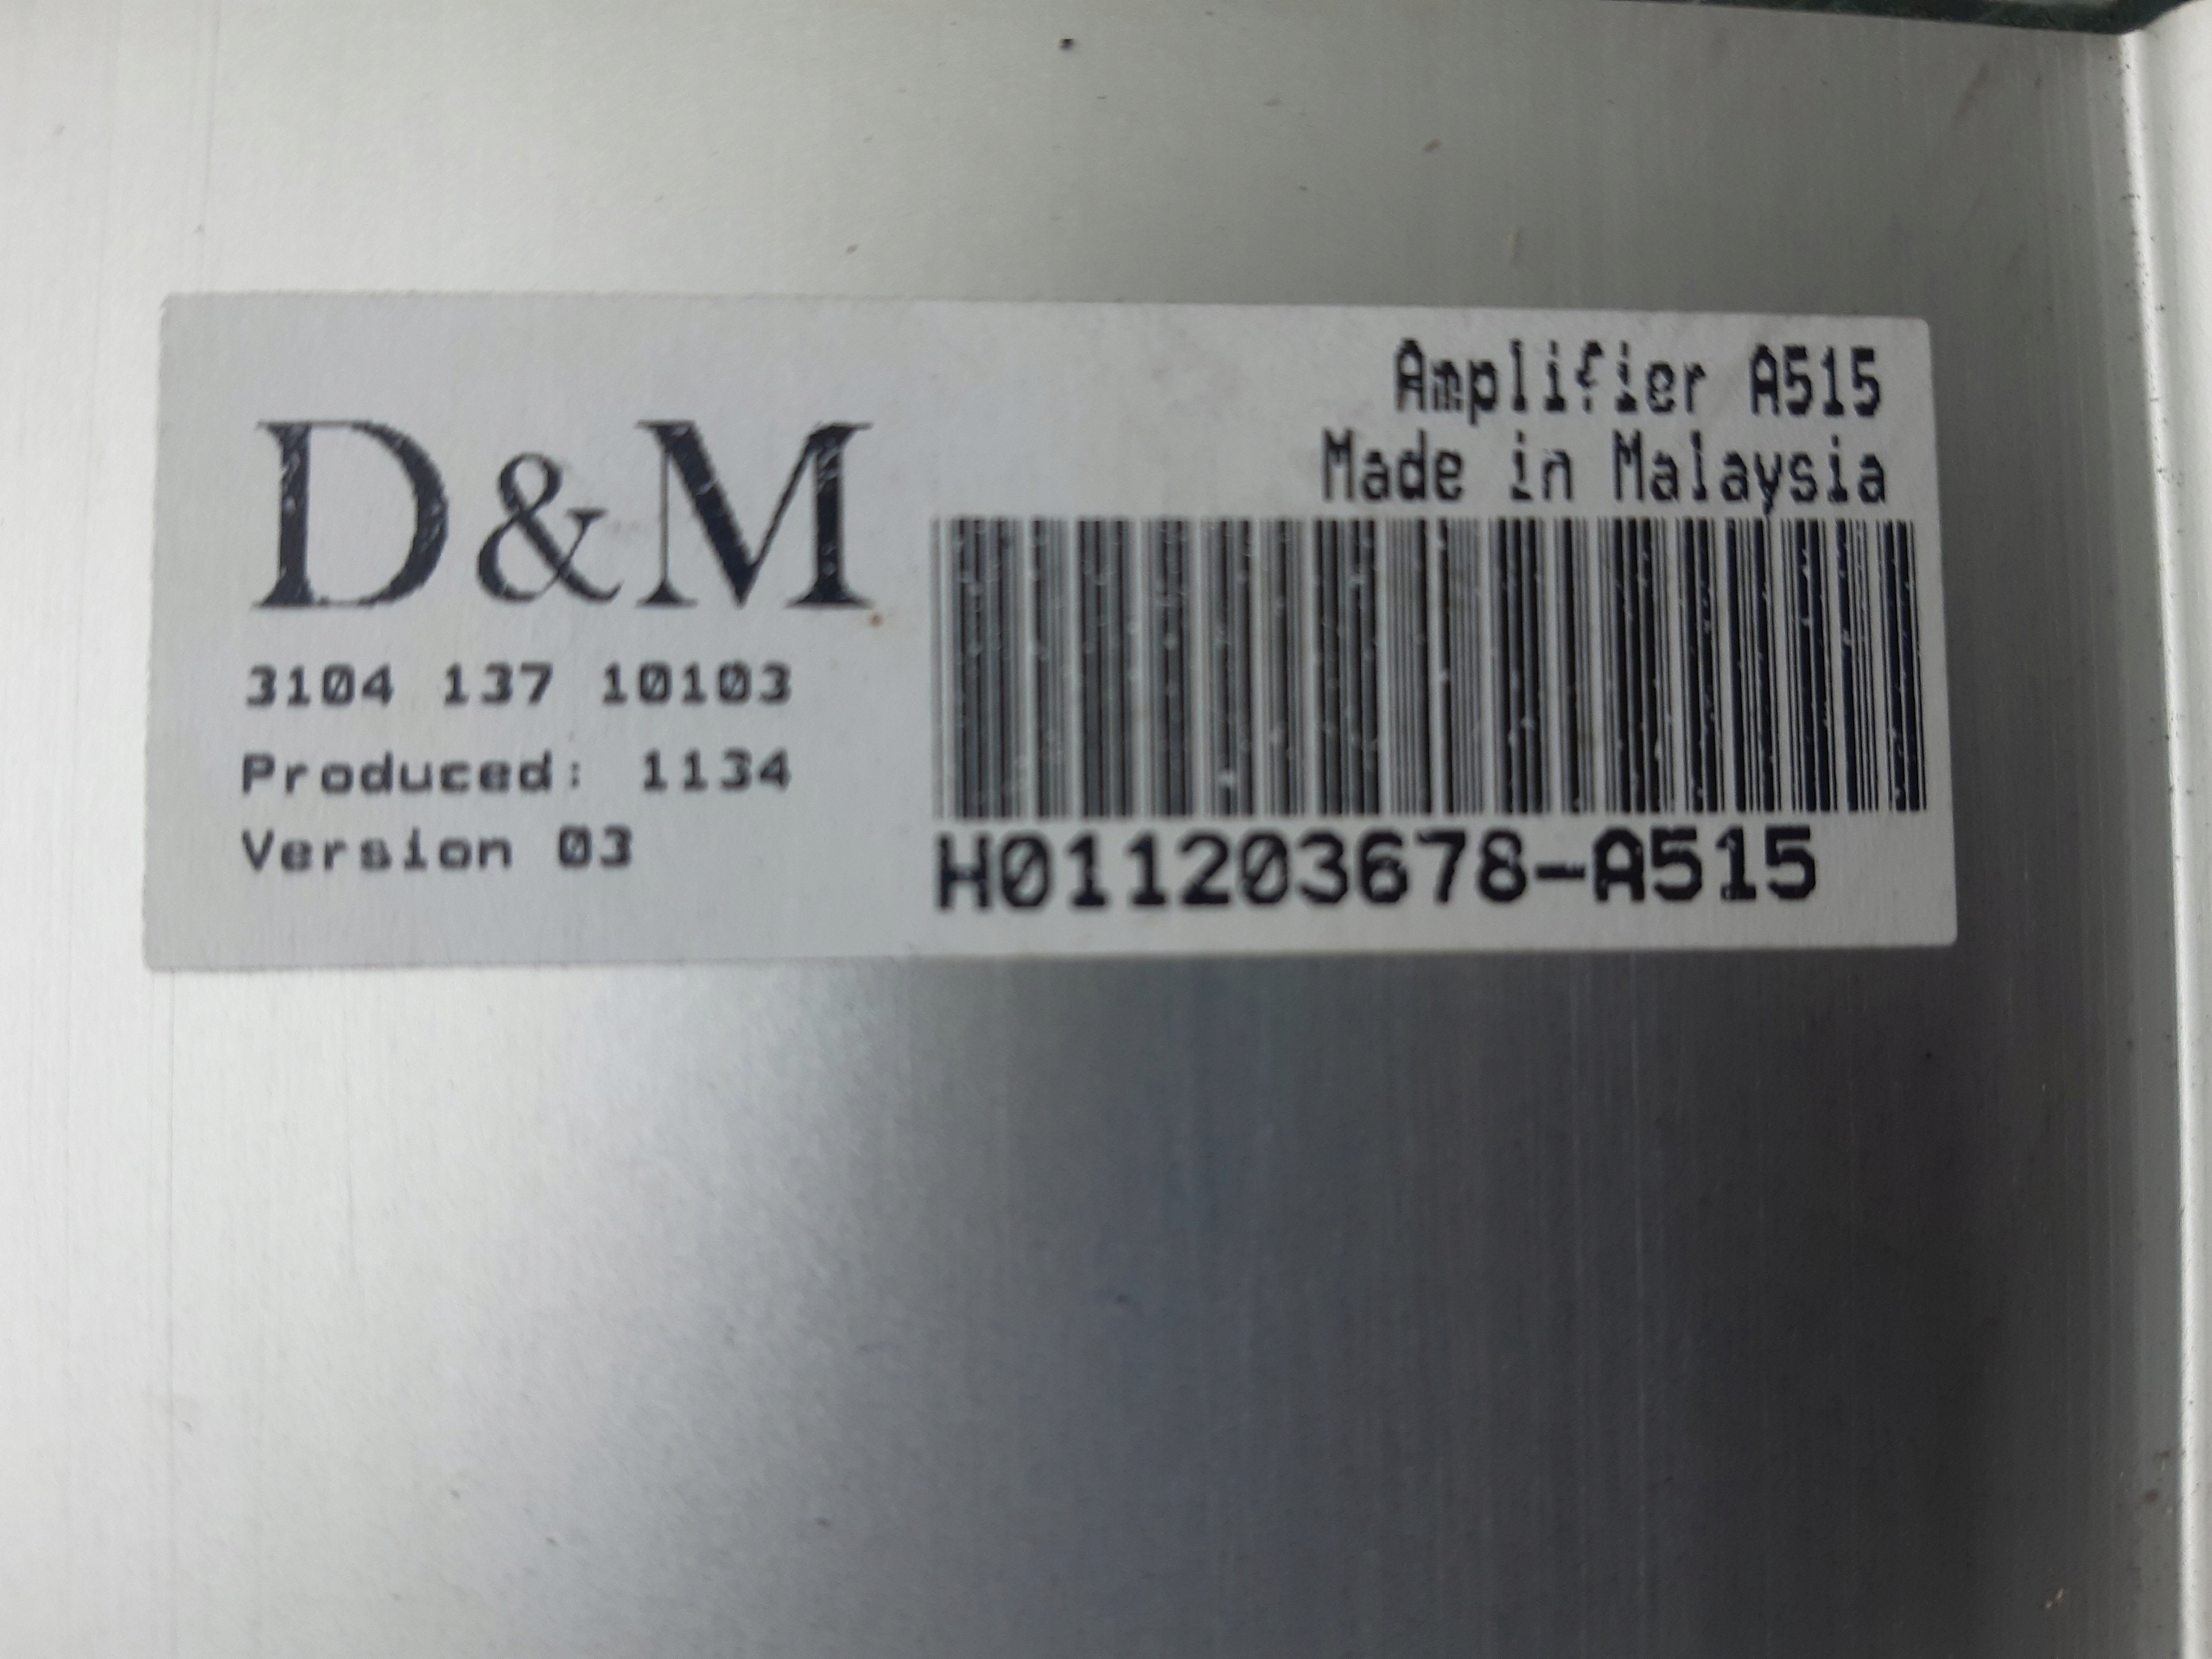 D&M
3104 137 10103
Produced: 1134
Version 03
Amplifier A515
Made in Malaysia
H011203678-A515